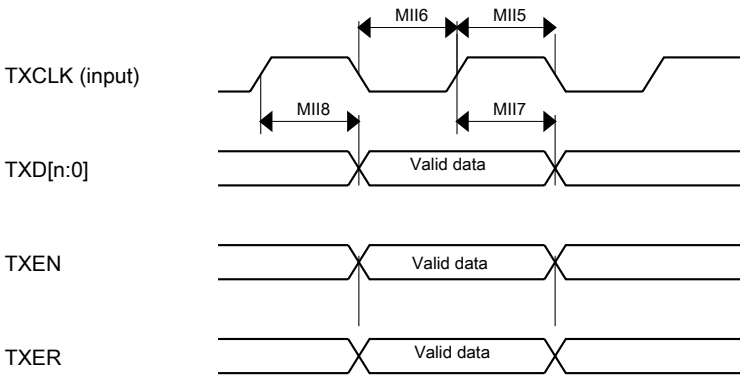 MII6 MII5
TXCLK (input)
MII8 MII7
TXD[n:0] Valid data
TXEN Valid data
TXER Valid data